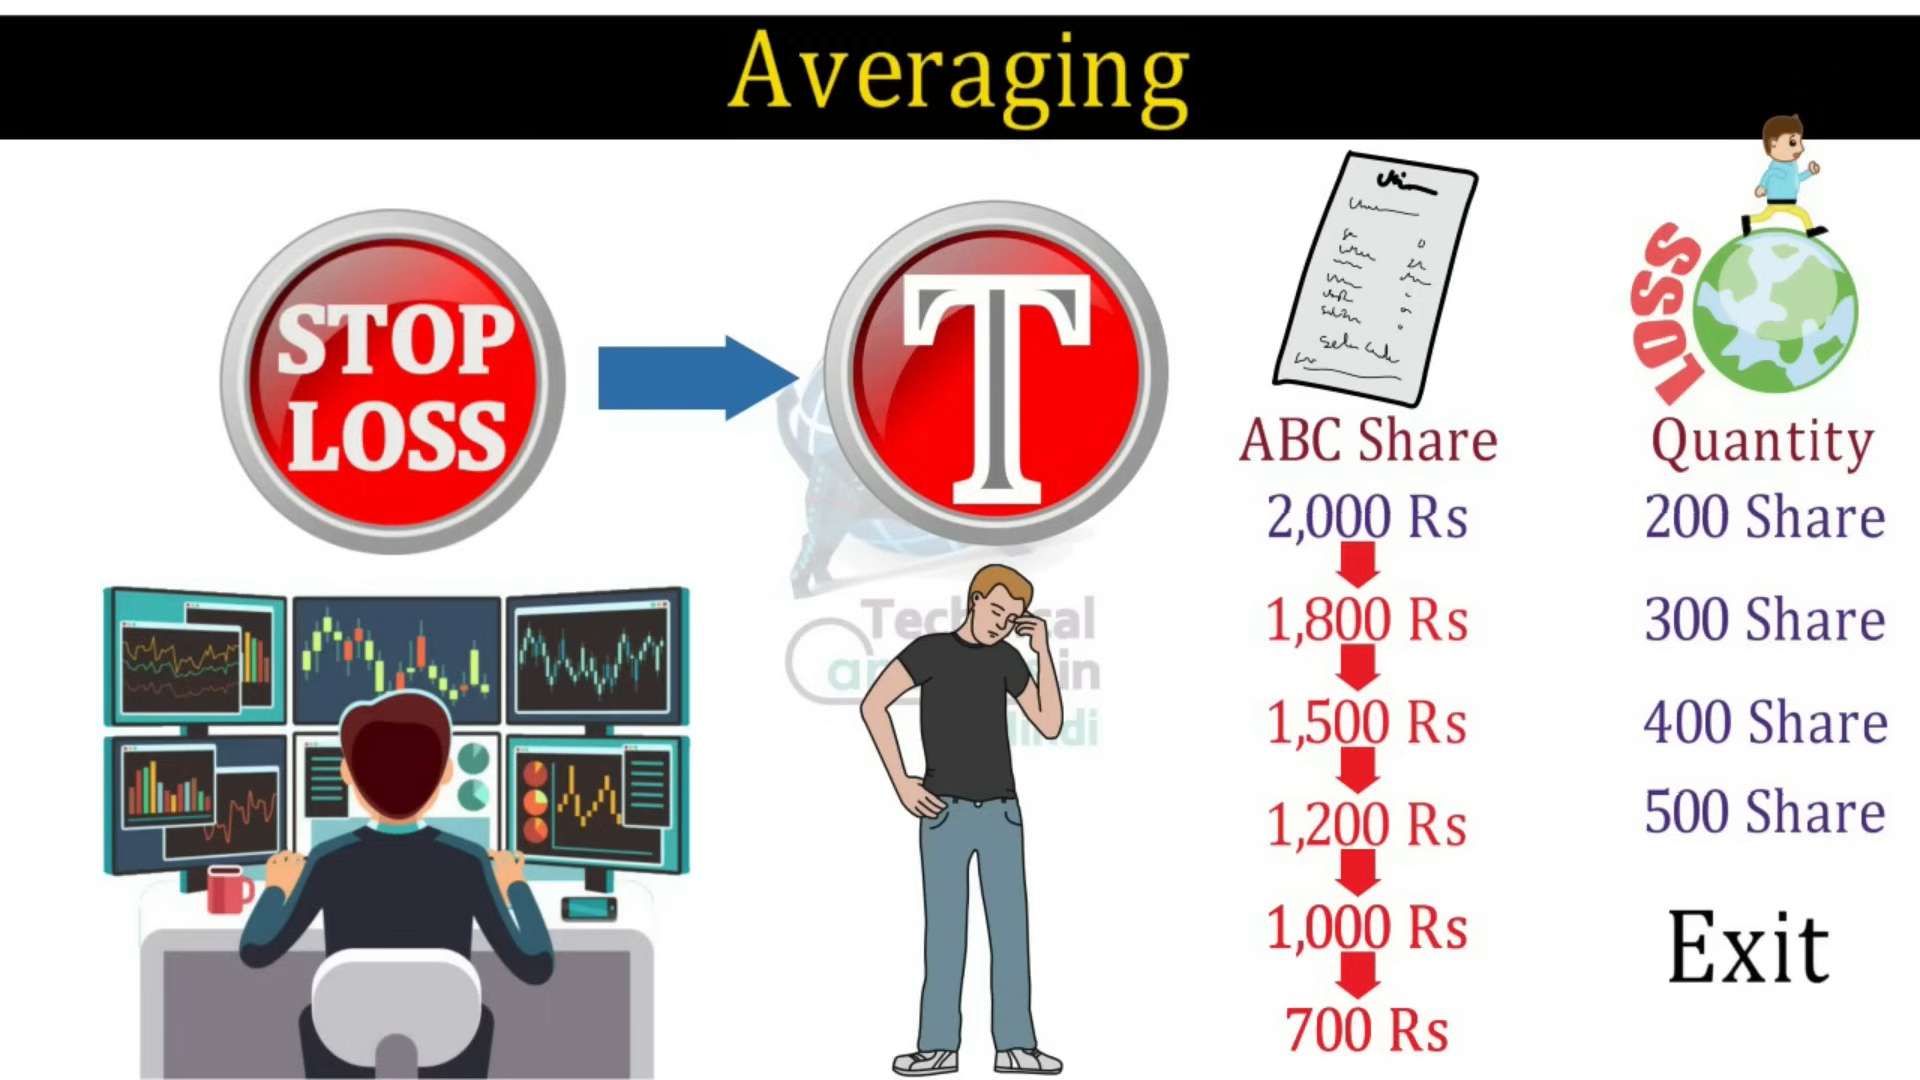 Averaging
STOP
LOSS
T
LOSS
ABC Share
Quantity
2,000 Rs
200 Share
1,800 Rs
300 Share
1,500 Rs
400 Share
1,200 Rs
500 Share
1,000 Rs
Exit
700 Rs